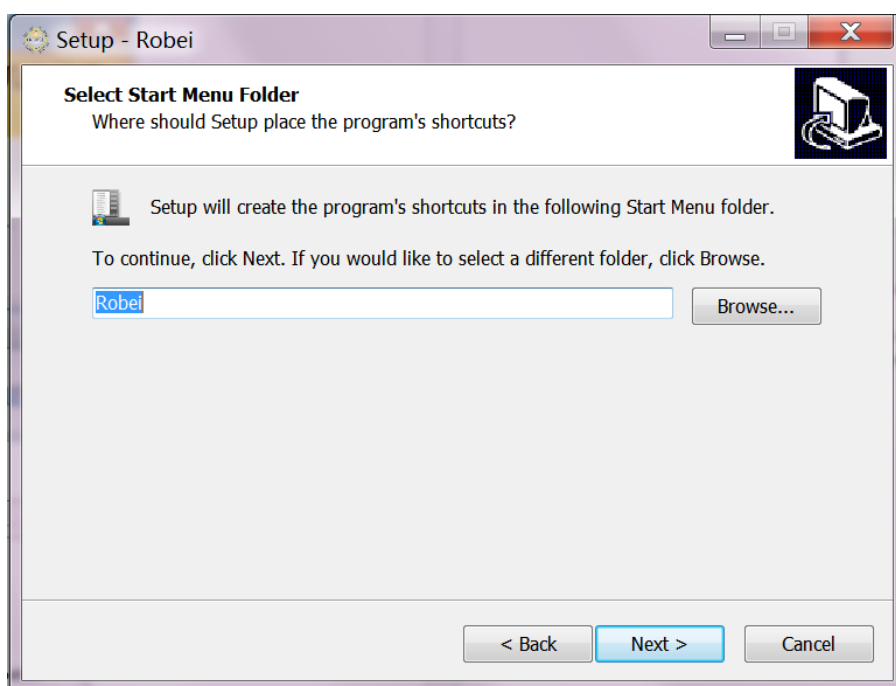 Setup - Robei
Select Start Menu Folder
Where should Setup place the program's shortcuts?
Setup will create the program's shortcuts in the following Start Menu folder.
To continue, click Next. If you would like to select a different folder, click Browse.
Robei
Browse...
< Back
Next >
Cancel